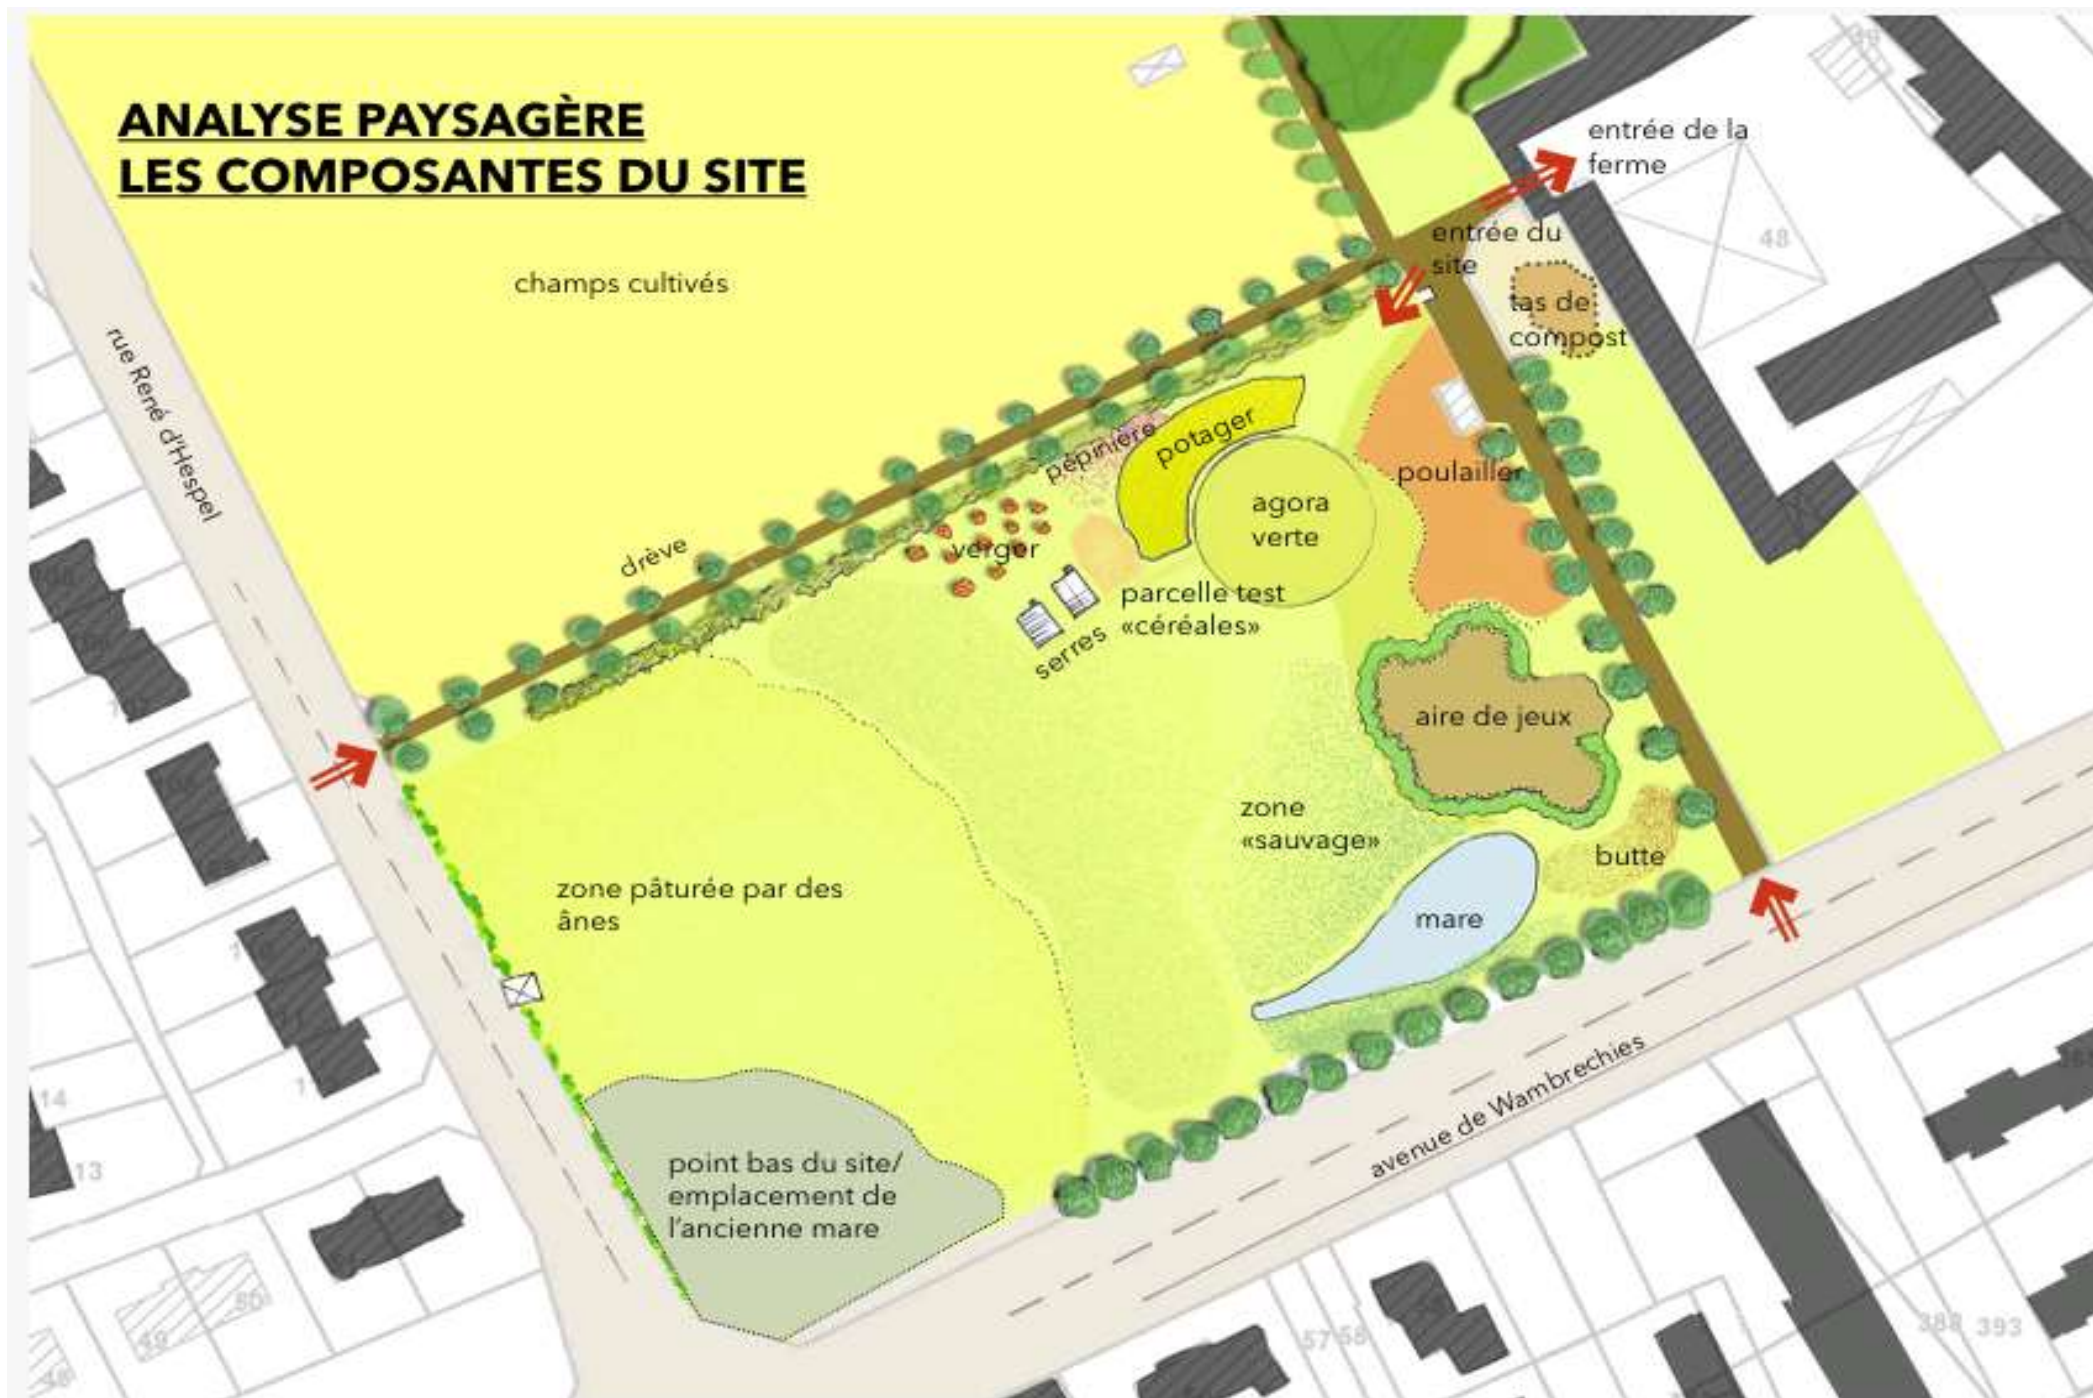 ANALYSE PAYSAGÈRE
LES COMPOSANTES DU SITE
entrée de la
ferme
48
entrée du
site
tas de
compost
champs cultivés
rue René d'Hespel
drève
pépinière
potager
poulailler
agora
verte
verger
parcelle test
«céréales»
serres
aire de jeux
zone
«sauvage»
butte
zone pâturée par des
ânes
mare
avenue de Wambrechies
point bas du site/
emplacement de
l'ancienne mare
14
13
49
57 58
388 393